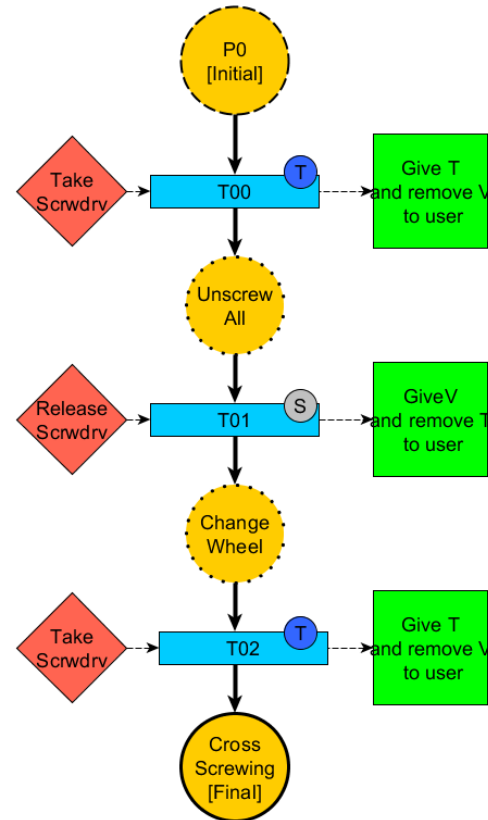 P0
[Initial]
Take
Scrwdrv
T
T00
Give T
and remove V
to user
Unscrew
All
Release
Scrwdrv
S
T01
GiveV
and remove T
to user
Change
Wheel
Take
Scrwdrv
T
T02
Give T
and remove V
to user
Cross
Screwing
[Final]